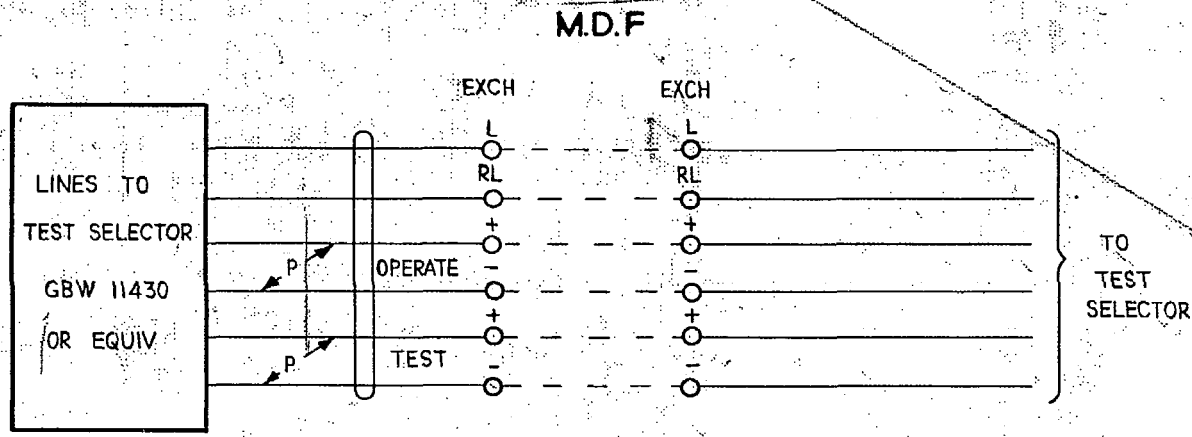 M.D.F
EXCH EXCH
L L
RL RL
LINES TO
TEST SELECTOR
GBW 11430
OR EQUIV
+ +
P OPERATE
- -
+ +
P TEST
- -
TO
TEST
SELECTOR